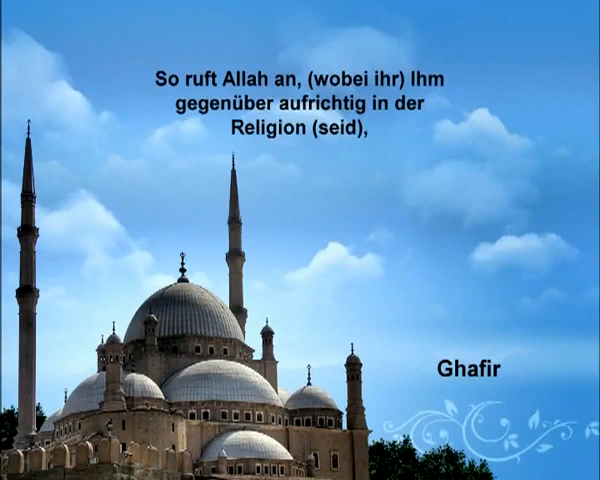 So ruft Allah an, (wobei ihr) Ihm
gegenüber aufrichtig in der
Religion (seid),
Ghafir